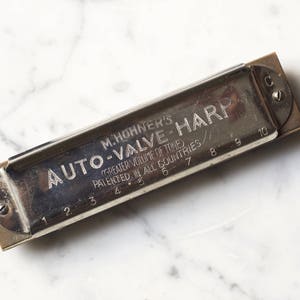 M. HOHNER'S
AUTO-VALVE-HARP
(GREATER VOLUME OF TONE)
PATENTED IN ALL COUNTRIES
1 2 3 4 5 6 7 8 9 10
C